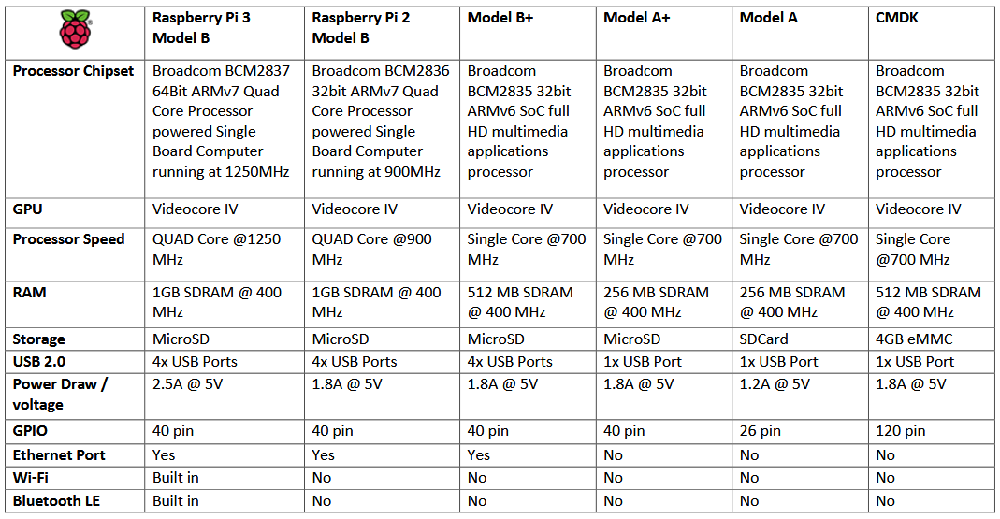 Raspberry Pi 3 Model B
Raspberry Pi 2 Model B
Model B+
Model A+
Model A
CMDK
Processor Chipset
Broadcom BCM2837
64Bit ARMv7 Quad
Core Processor
powered Single
Board Computer
running at 1250MHz
Broadcom BCM2836
32bit ARMv7 Quad
Core Processor
powered Single
Board Computer
running at 900MHz
Broadcom
BCM2835 32bit
ARMv6 SoC full
HD multimedia
applications
processor
Broadcom
BCM2835 32bit
ARMv6 SoC full
HD multimedia
applications
processor
Broadcom
BCM2835 32bit
ARMv6 SoC full
HD multimedia
applications
processor
Broadcom
BCM2835 32bit
ARMv6 SoC full
HD multimedia
applications
processor
GPU
Videocore IV
Videocore IV
Videocore IV
Videocore IV
Videocore IV
Videocore IV
Processor Speed
QUAD Core @1250
MHz
QUAD Core @900
MHz
Single Core @700
MHz
Single Core @700
MHz
Single Core @700
MHz
Single Core
@700 MHz
RAM
1GB SDRAM @ 400
MHz
1GB SDRAM @ 400
MHz
512 MB SDRAM
@ 400 MHz
256 MB SDRAM
@ 400 MHz
256 MB SDRAM
@ 400 MHz
512 MB SDRAM
@ 400 MHz
Storage
MicroSD
MicroSD
MicroSD
MicroSD
SDCard
4GB eMMC
USB 2.0
4x USB Ports
4x USB Ports
4x USB Ports
1x USB Port
1x USB Port
1x USB Port
Power Draw /
voltage
2.5A @ 5V
1.8A @ 5V
1.8A @ 5V
1.8A @ 5V
1.2A @ 5V
1.8A @ 5V
GPIO
40 pin
40 pin
40 pin
40 pin
26 pin
120 pin
Ethernet Port
Yes
Yes
Yes
No
No
No
Wi-Fi
Built in
No
No
No
No
No
Bluetooth LE
Built in
No
No
No
No
No